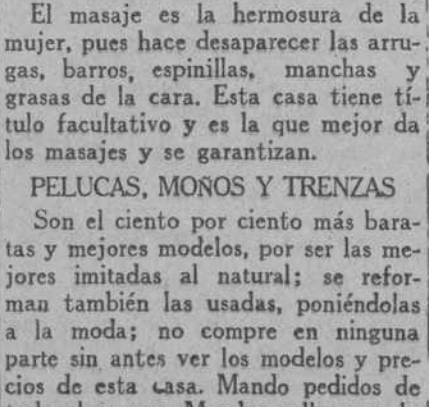 El masaje es la hermosura de la
mujer, pues hace desaparecer las arru-
gas, barros, espinillas, manchas y
grasas de la cara. Esta casa tiene tí-
tulo facultativo y es la que mejor da
los masajes y se garantizan.
PELUCAS, MOÑOS Y TRENZAS
Son el ciento por ciento más bara-
tas y mejores modelos, por ser las me-
jores imitadas al natural; se refor-
man también las usadas, poniéndolas
a la moda; no compre en ninguna
parte sin antes ver los modelos y pre-
cios de esta casa. Mando pedidos de